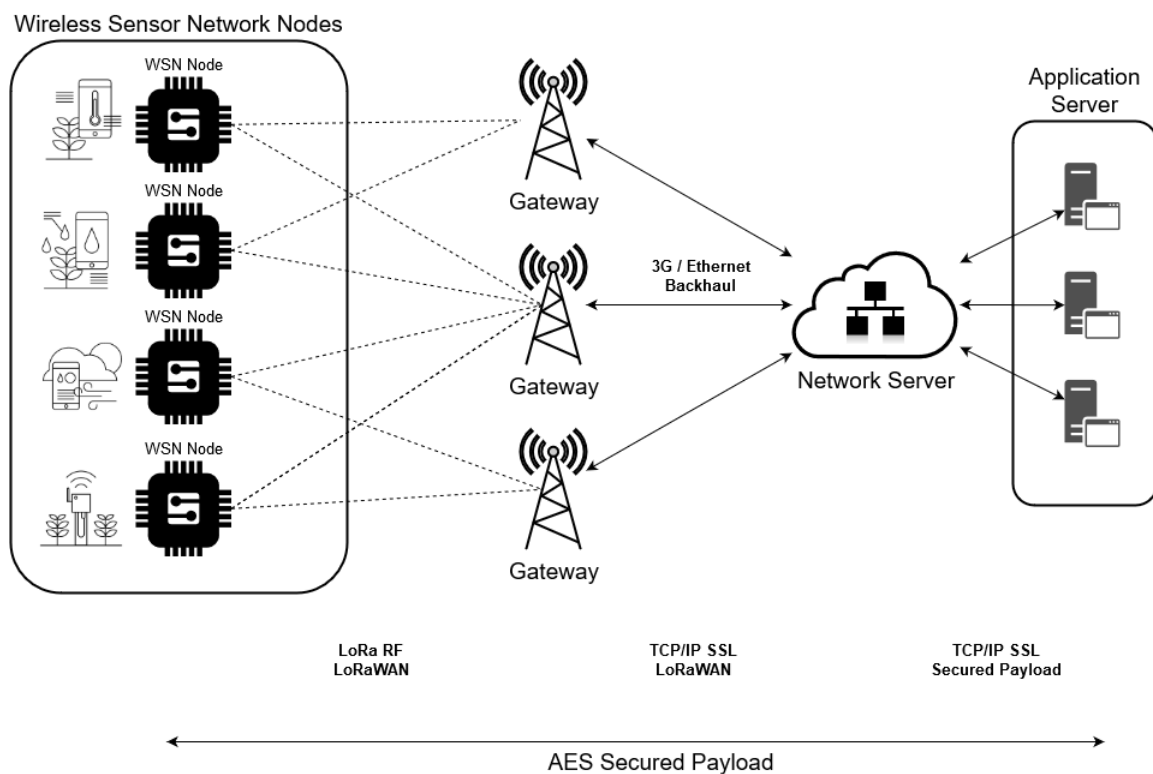 Wireless Sensor Network Nodes
WSN Node
WSN Node
WSN Node
WSN Node
Gateway
Gateway
Gateway
3G / Ethernet
Backhaul
Network Server
Application
Server
LoRa RF
LoRaWAN
TCP/IP SSL
LoRaWAN
TCP/IP SSL
Secured Payload
AES Secured Payload